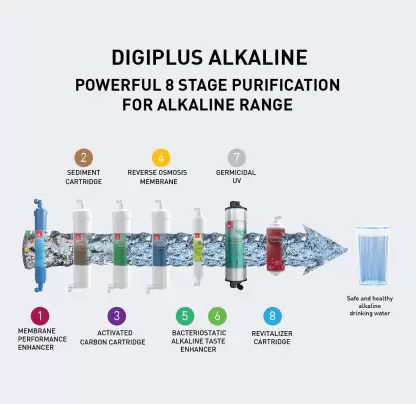 DIGIPLUS ALKALINE
POWERFUL 8 STAGE PURIFICATION
FOR ALKALINE RANGE
2
SEDIMENT
CARTRIDGE
4
REVERSE OSMOSIS
MEMBRANE
7
GERMICIDAL
UV
1
MEMBRANE
PERFORMANCE
ENHANCER
3
ACTIVATED
CARBON CARTRIDGE
5 6
BACTERIOSTATIC
ALKALINE TASTE
ENHANCER
8
REVITALIZER
CARTRIDGE
Safe and healthy
alkaline
drinking water